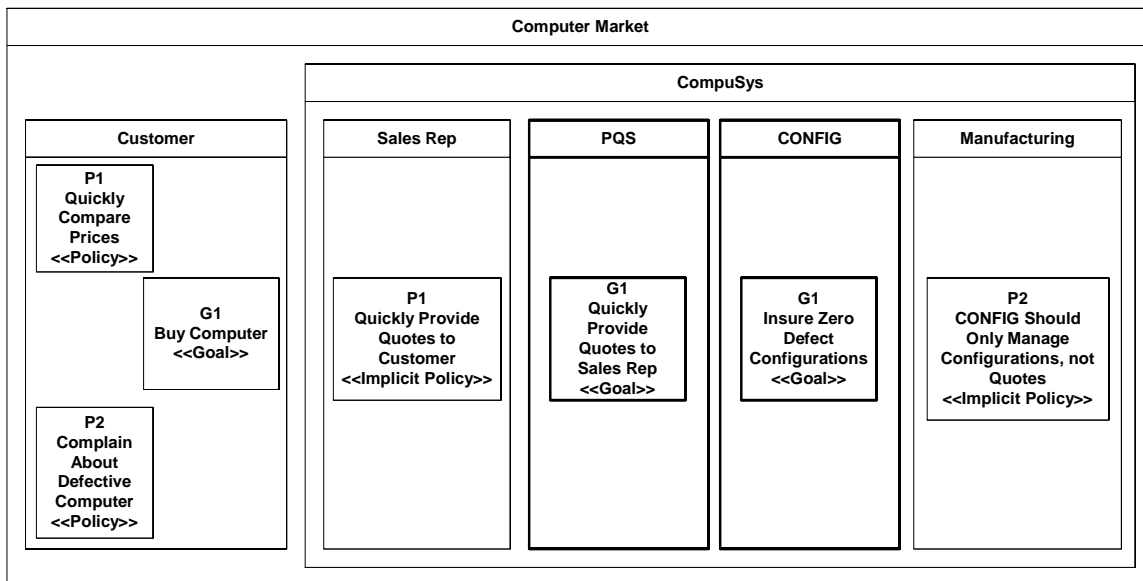 Computer Market
CompuSys
Customer
Sales Rep
PQS
CONFIG
Manufacturing
P1
Quickly
Compare
Prices
<<Policy>>
G1
Buy Computer
<<Goal>>
P2
Complain
About
Defective
Computer
<<Policy>>
P1
Quickly Provide
Quotes to
Customer
<<Implicit Policy>>
G1
Quickly
Provide
Quotes to
Sales Rep
<<Goal>>
G1
Insure Zero
Defect
Configurations
<<Goal>>
P2
CONFIG Should
Only Manage
Configurations, not
Quotes
<<Implicit Policy>>